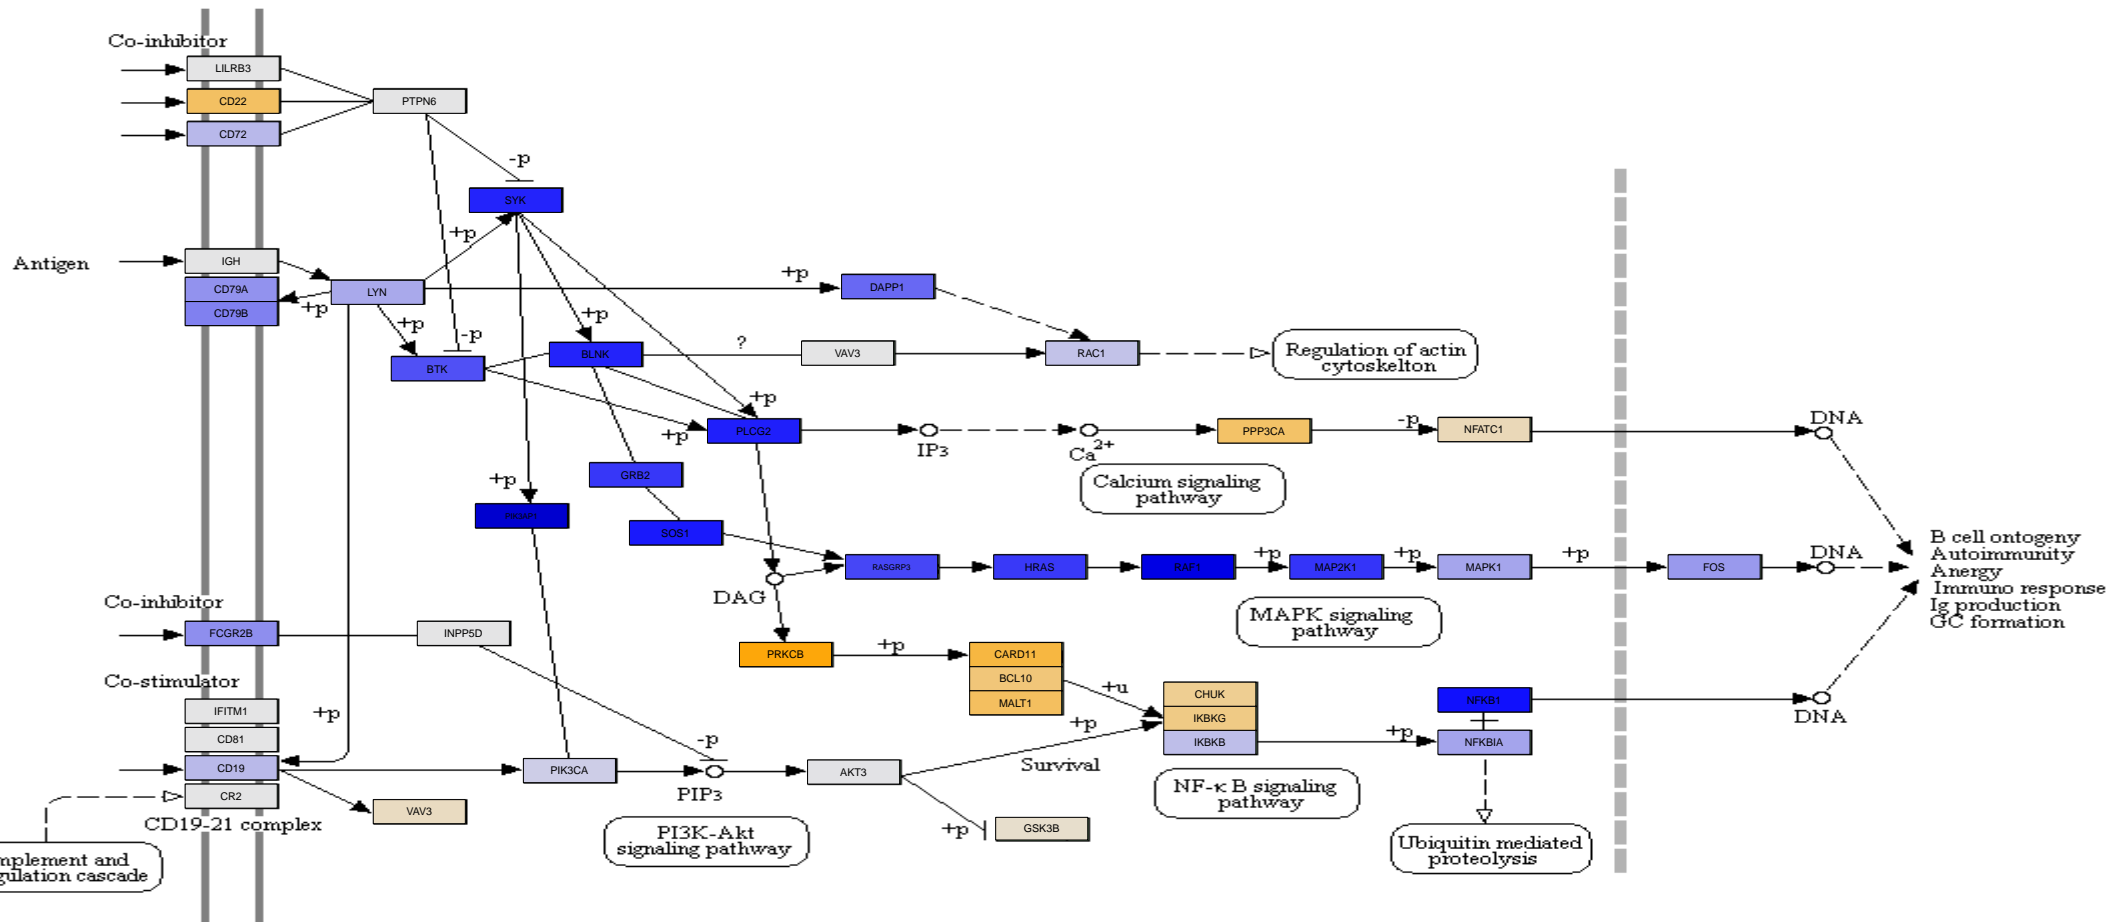 Co-inhibitor
LILRB3
CD22
CD72
PTPN6
-p
SYK
+p
Antigen
IGH
CD79A
CD79B
LYN
+p
+p
-p
+p
DAPP1
BTK
+p
BLNK
?
VAV3
RAC1
Regulation of actin
cytoskelton
+p
+p
PLCG2
IP3
Ca2+
PPP3CA
-p
NFATC1
DNA
Calcium signaling
pathway
GRB2
+p
SOS1
DAG
RASGRP3
HRAS
RAF1
+p
MAP2K1
+p
MAPK1
+p
FOS
DNA
MAPK signaling
pathway
B cell ontogeny
Autoimmunity
Anergy
Immuno response
Ig production
GC formation
Co-inhibitor
FCGR2B
INPP5D
PRKCB
+p
CARD11
BCL10
MALT1
+u
+p
CHUK
IKBKG
IKBKB
+p
NFKB1
NFKBIA
DNA
Co-stimulator
IFITM1
CD81
CD19
CR2
+p
CD19-21 complex
VAV3
PIK3CA
-p
PIP3
AKT3
Survival
+p
GSK3B
PI3K-Akt
signaling pathway
NF-κ B signaling
pathway
Ubiquitin mediated
proteolysis
mplement and
gulation cascade